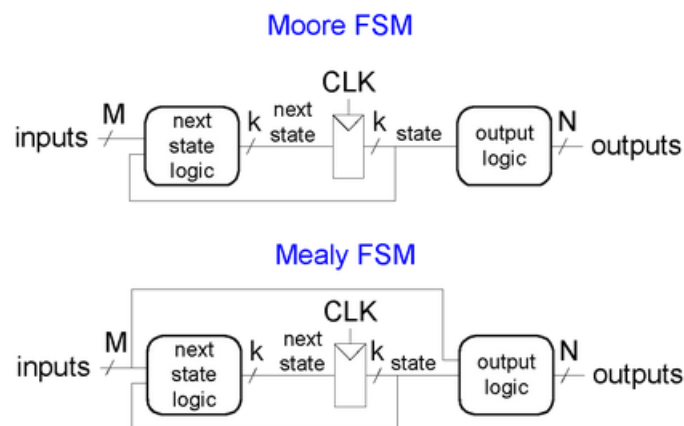 Moore FSM
CLK
M
next
k
next
k
state
N
inputs
state
state
output
outputs
logic
logic
Mealy FSM
CLK
M
next
k
next
k
state
N
inputs
state
state
output
outputs
logic
logic